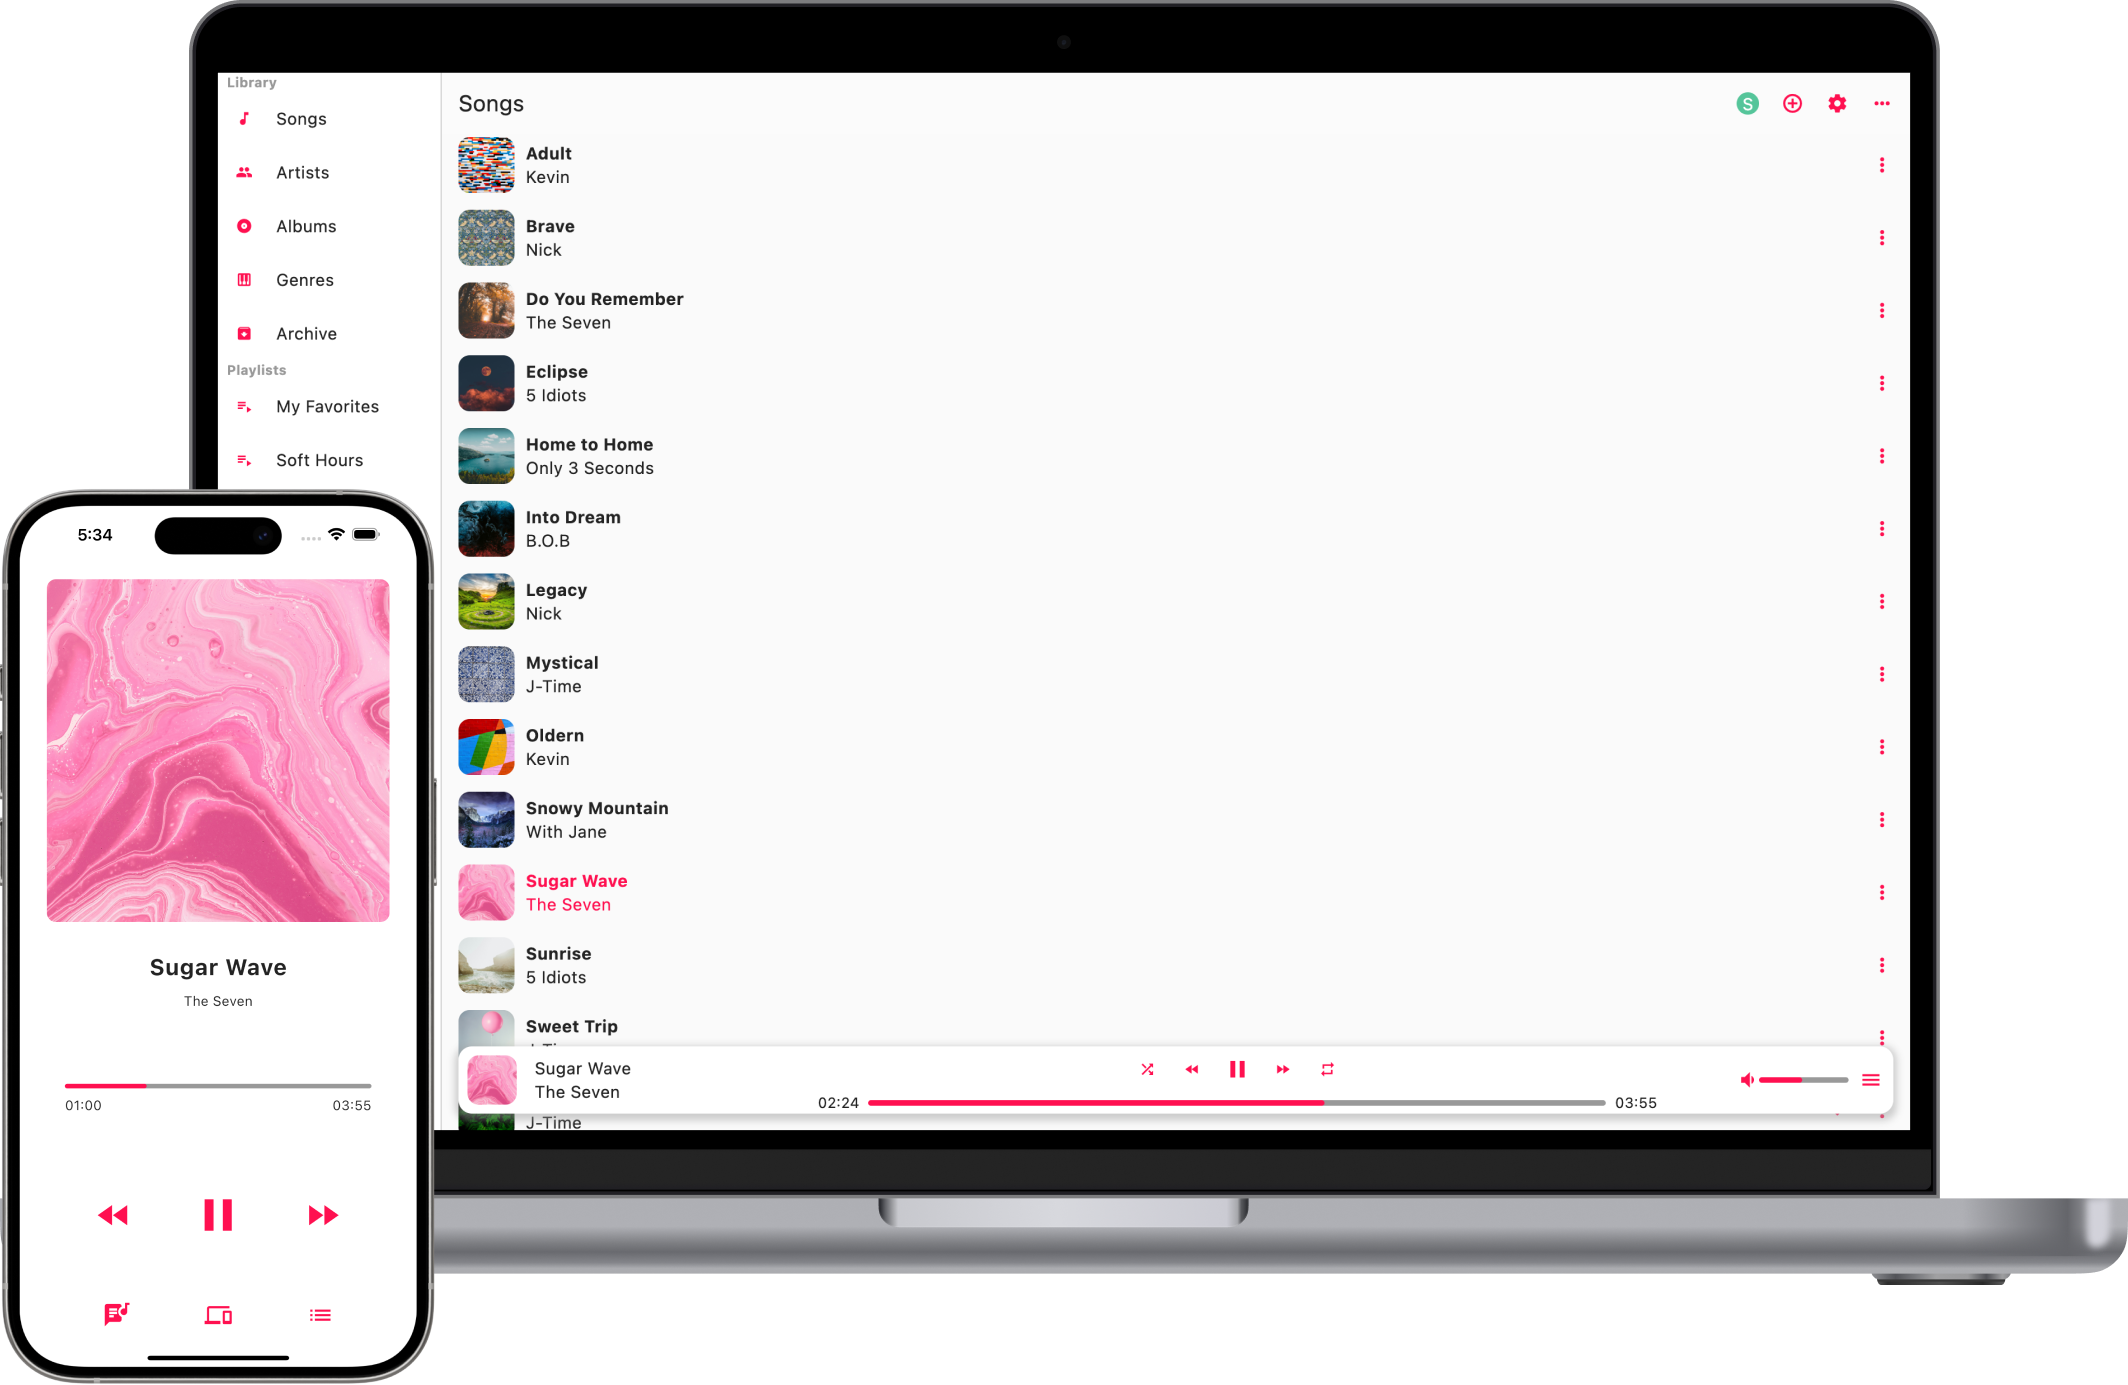 Library
Songs
Artists
Albums
Genres
Archive
Playlists
My Favorites
Soft Hours
Songs
S
Adult
Kevin
Brave
Nick
Do You Remember
The Seven
Eclipse
5 Idiots
Home to Home
Only 3 Seconds
Into Dream
B.O.B
Legacy
Nick
Mystical
J-Time
Oldern
Kevin
Snowy Mountain
With Jane
Sugar Wave
The Seven
Sunrise
5 Idiots
Sweet Trip
Sugar Wave
The Seven
02:24
03:55
J-Time
5:34
Sugar Wave
The Seven
01:00
03:55